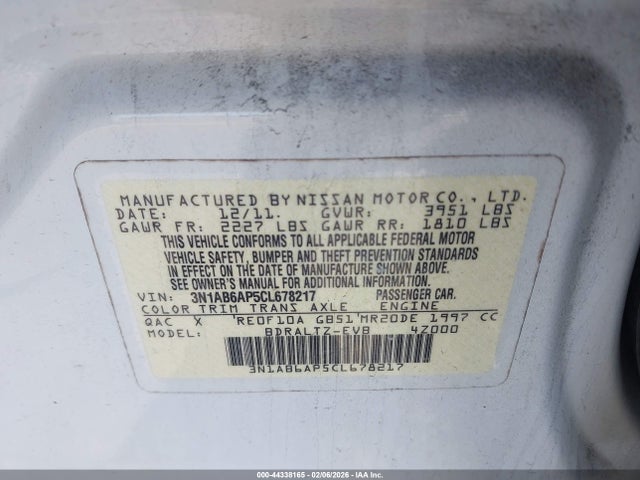 MANUFACTURED BY NISSAN MOTOR CO., LTD.
DATE: 12/11. GVWR: 3951 LBS
GAWR FR: 2227 LBS GAWR RR: 1810 LBS
THIS VEHICLE CONFORMS TO ALL APPLICABLE FEDERAL MOTOR
VEHICLE SAFETY, BUMPER AND THEFT PREVENTION STANDARDS
IN EFFECT ON THE DATE OF MANUFACTURE SHOWN ABOVE.
SEE OWNER'S MANUAL FOR ADDITIONAL INFORMATION.
VIN: 3N1AB6AP5CL678217 PASSENGER CAR.
COLOR TRIM TRANS AXLE ENGINE
QAC X 'RE0F10A GB51'MR20DE 1997 CC
MODEL: BDRALTZ-EVB 4Z000
3N1AB6AP5CL678217
000-44338165 - 02/06/2026 - IAA Inc.